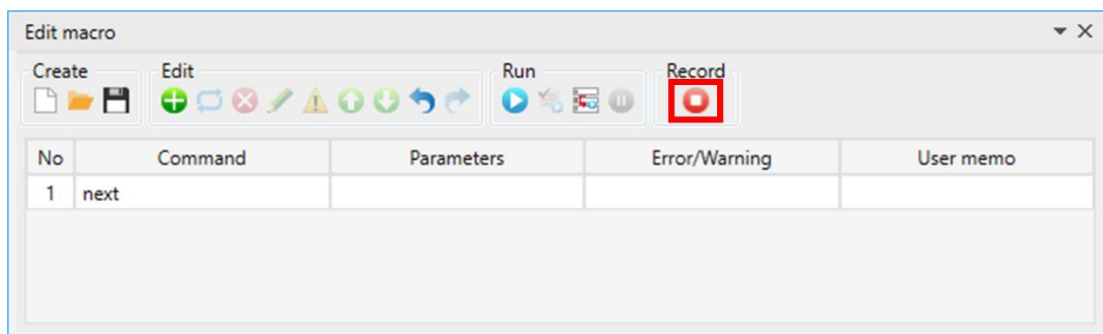 Edit macro
Create Edit Run Record
No Command Parameters Error/Warning User memo
1 next